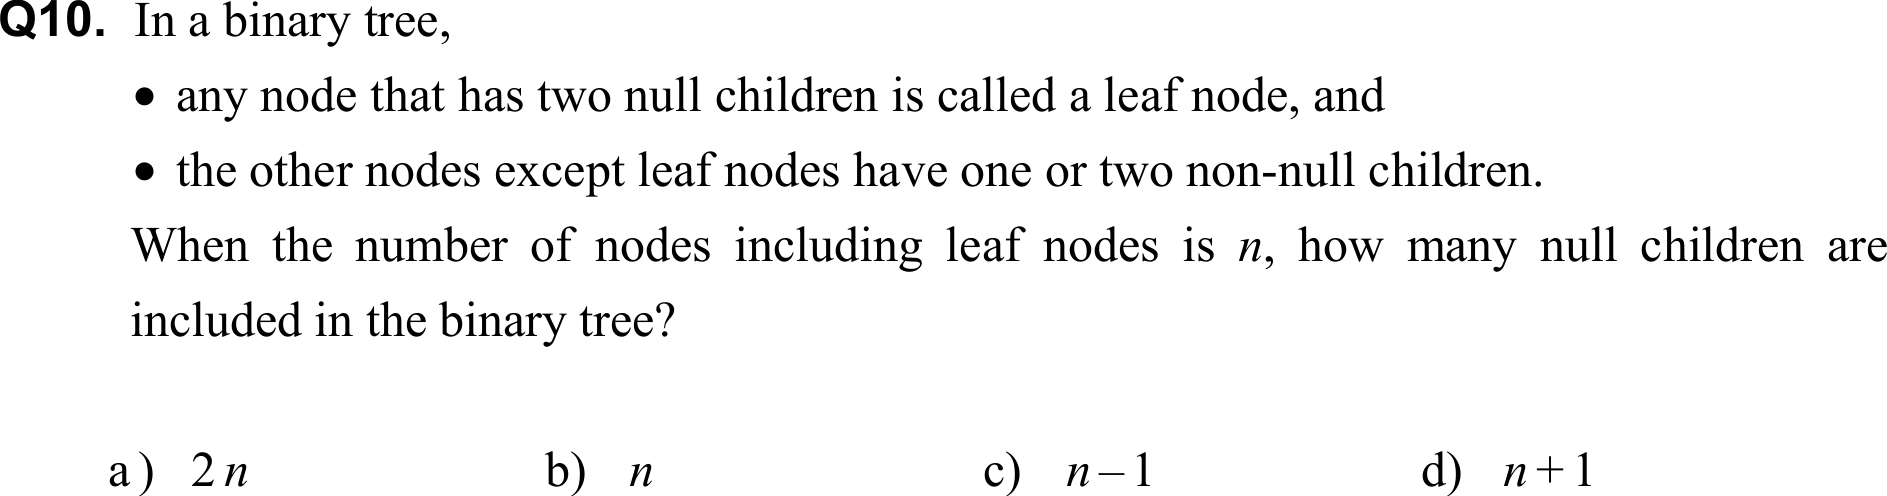 Q10. In a binary tree,
• any node that has two null children is called a leaf node, and
• the other nodes except leaf nodes have one or two non-null children.
When the number of nodes including leaf nodes is n, how many null children are
included in the binary tree?
a) 2n b) n c) n–1 d) n+1